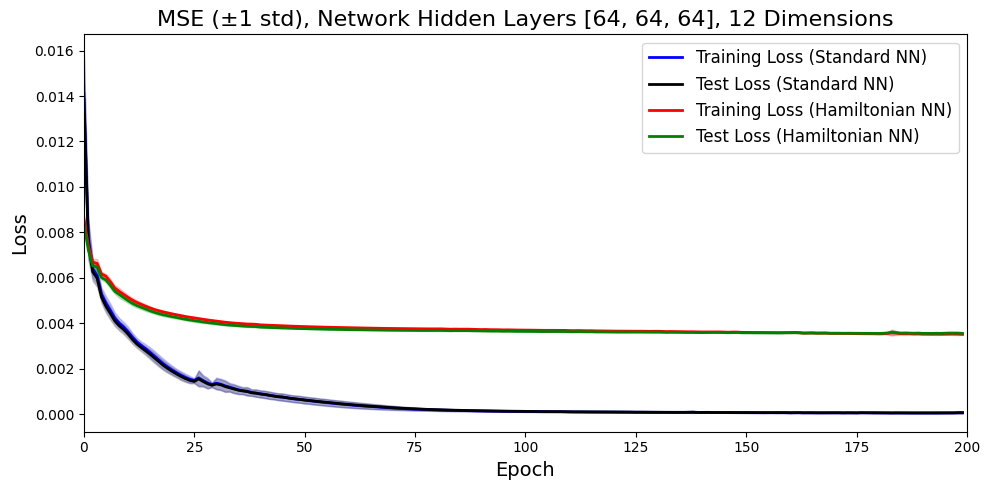 MSE (±1 std), Network Hidden Layers [64, 64, 64], 12 Dimensions
Training Loss (Standard NN)
Test Loss (Standard NN)
Training Loss (Hamiltonian NN)
Test Loss (Hamiltonian NN)
Loss
0.016
0.014
0.012
0.010
0.008
0.006
0.004
0.002
0.000
0 25 50 75 100 125 150 175 200
Epoch